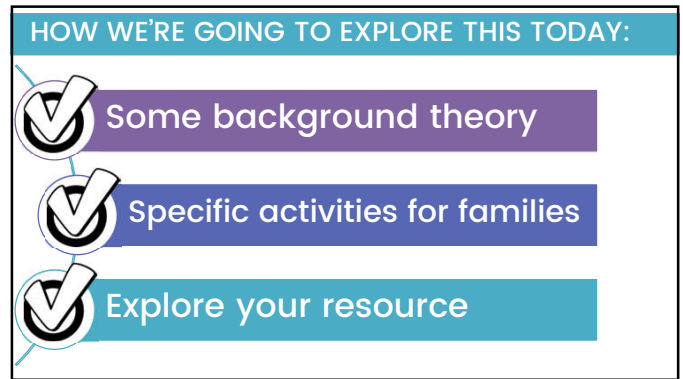 HOW WE'RE GOING TO EXPLORE THIS TODAY:
Some background theory
Specific activities for families
Explore your resource